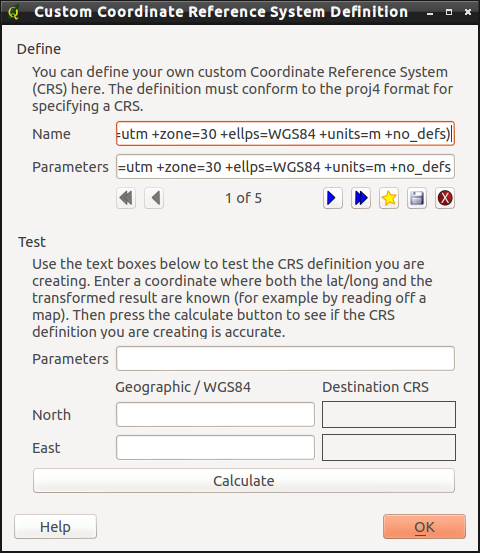 Custom Coordinate Reference System Definition
Define
You can define your own custom Coordinate Reference System
(CRS) here. The definition must conform to the proj4 format for
specifying a CRS.
Name =utm +zone=30 +ellps=WGS84 +units=m +no_defs)
Parameters =utm +zone=30 +ellps=WGS84 +units=m +no_defs
1 of 5
Test
Use the text boxes below to test the CRS definition you are
creating. Enter a coordinate where both the lat/long and the
transformed result are known (for example by reading off a
map). Then press the calculate button to see if the CRS
definition you are creating is accurate.
Parameters
Geographic / WGS84 Destination CRS
North
East
Calculate
Help OK